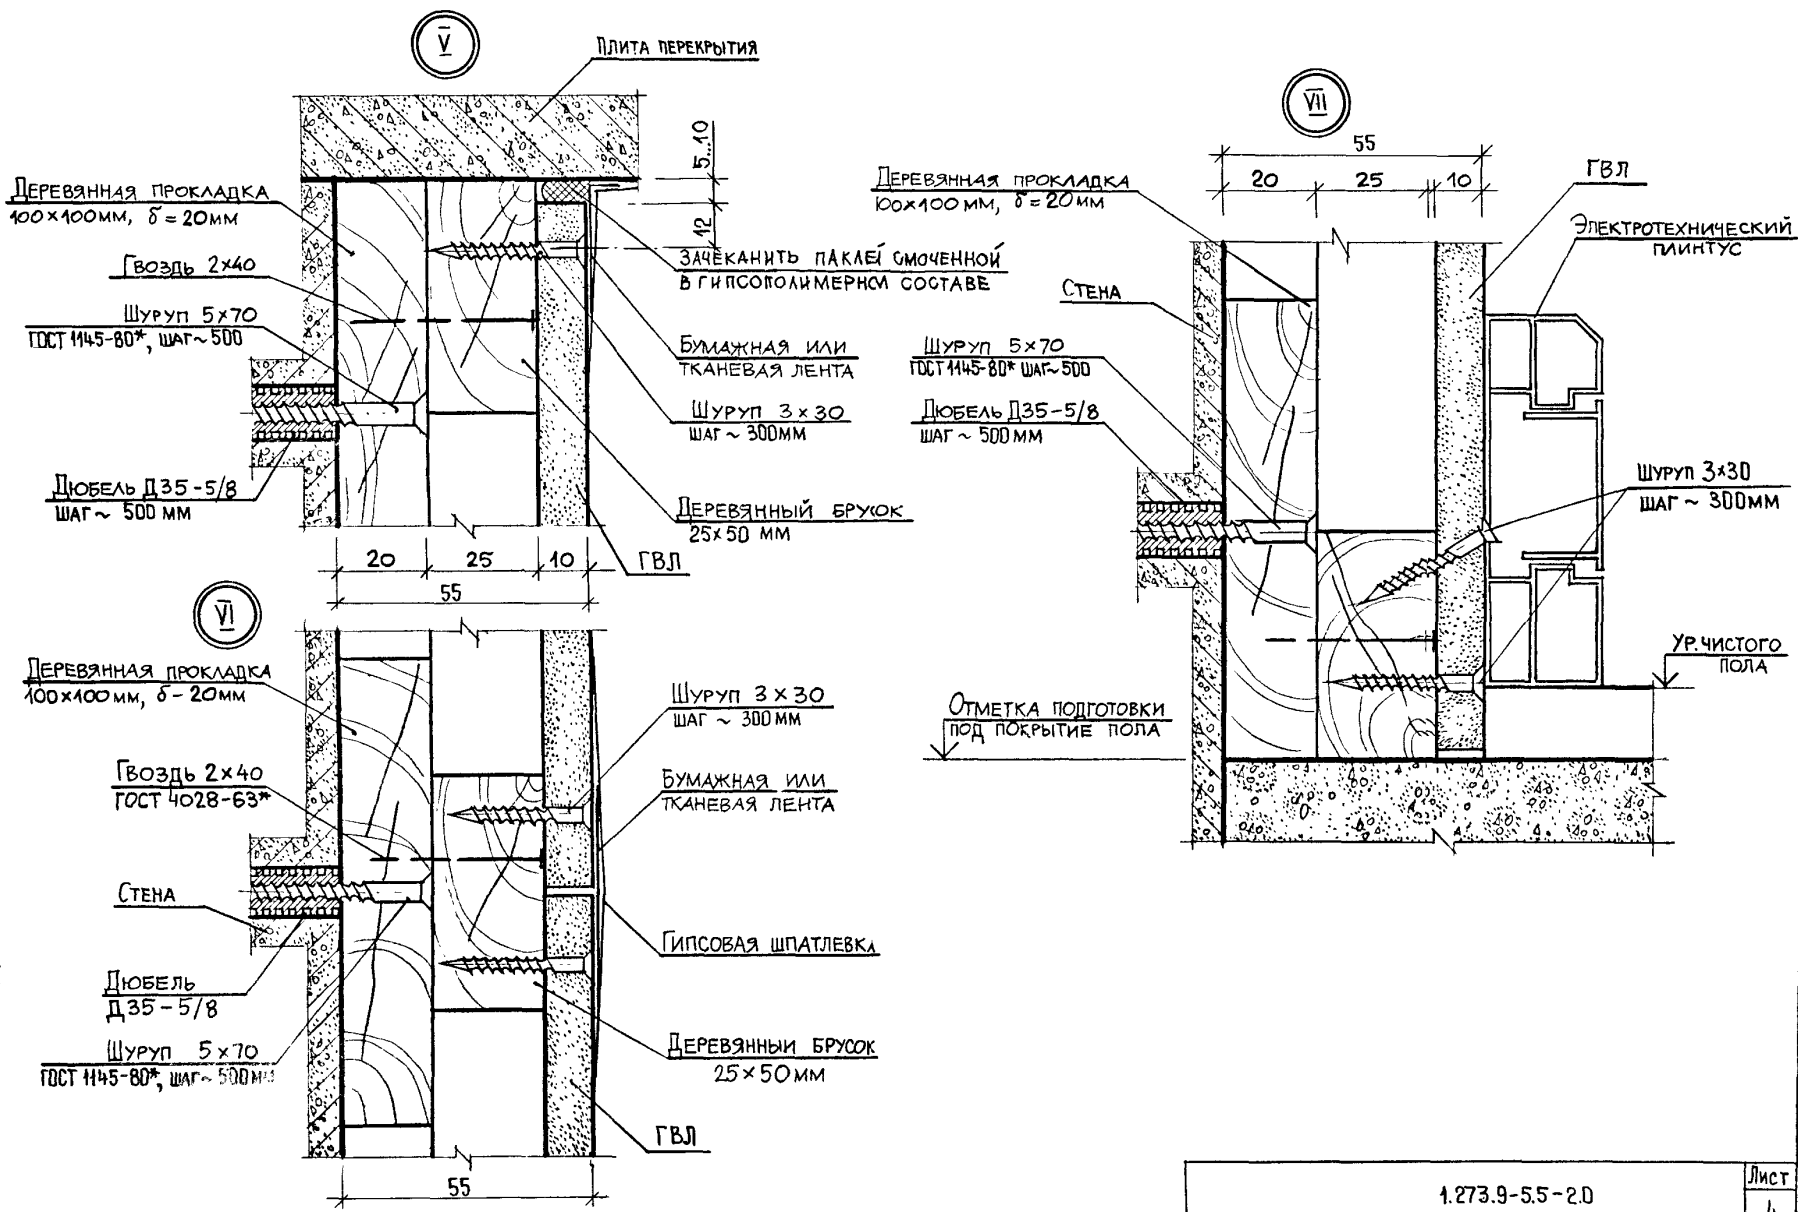 V
ПЛИТА ПЕРЕКРЫТИЯ
5...10
12
ДЕРЕВЯННАЯ ПРОКЛАДКА
100×100ММ, δ=20ММ
ГВОЗДЬ 2×40
ШУРУП 5×70
ГОСТ 1145-80*, ШАГ~500
ДЮБЕЛЬ Д35-5/8
ШАГ ~ 500 ММ
ЗАЧЕКАНИТЬ ПАКЛЕЙ СМОЧЕННОЙ
В ГИПСОПОЛИМЕРНОМ СОСТАВЕ
БУМАЖНАЯ ИЛИ
ТКАНЕВАЯ ЛЕНТА
ШУРУП 3×30
ШАГ ~ 300ММ
ДЕРЕВЯННЫЙ БРУСОК
25×50 ММ
ГВЛ
20 25 10
55
VI
ДЕРЕВЯННАЯ ПРОКЛАДКА
100×100ММ, δ-20ММ
ГВОЗДЬ 2×40
ГОСТ 4028-63*
СТЕНА
ДЮБЕЛЬ
Д35-5/8
ШУРУП 5×70
ГОСТ 1145-80*, ШАГ~500ММ
ШУРУП 3×30
ШАГ ~ 300ММ
БУМАЖНАЯ ИЛИ
ТКАНЕВАЯ ЛЕНТА
ГИПСОВАЯ ШПАТЛЕВКА
ДЕРЕВЯННЫЙ БРУСОК
25×50ММ
ГВЛ
55
VII
55
20 25 10
ДЕРЕВЯННАЯ ПРОКЛАДКА
100×100ММ, δ=20ММ
СТЕНА
ШУРУП 5×70
ГОСТ 1145-80* ШАГ~500
ДЮБЕЛЬ Д35-5/8
ШАГ ~ 500ММ
ГВЛ
ЭЛЕКТРОТЕХНИЧЕСКИЙ
ПЛИНТУС
ШУРУП 3×30
ШАГ ~ 300ММ
УР.ЧИСТОГО
ПОЛА
ОТМЕТКА ПОДГОТОВКИ
ПОД ПОКРЫТИЕ ПОЛА
1.273.9-5.5-2.0
Лист
4